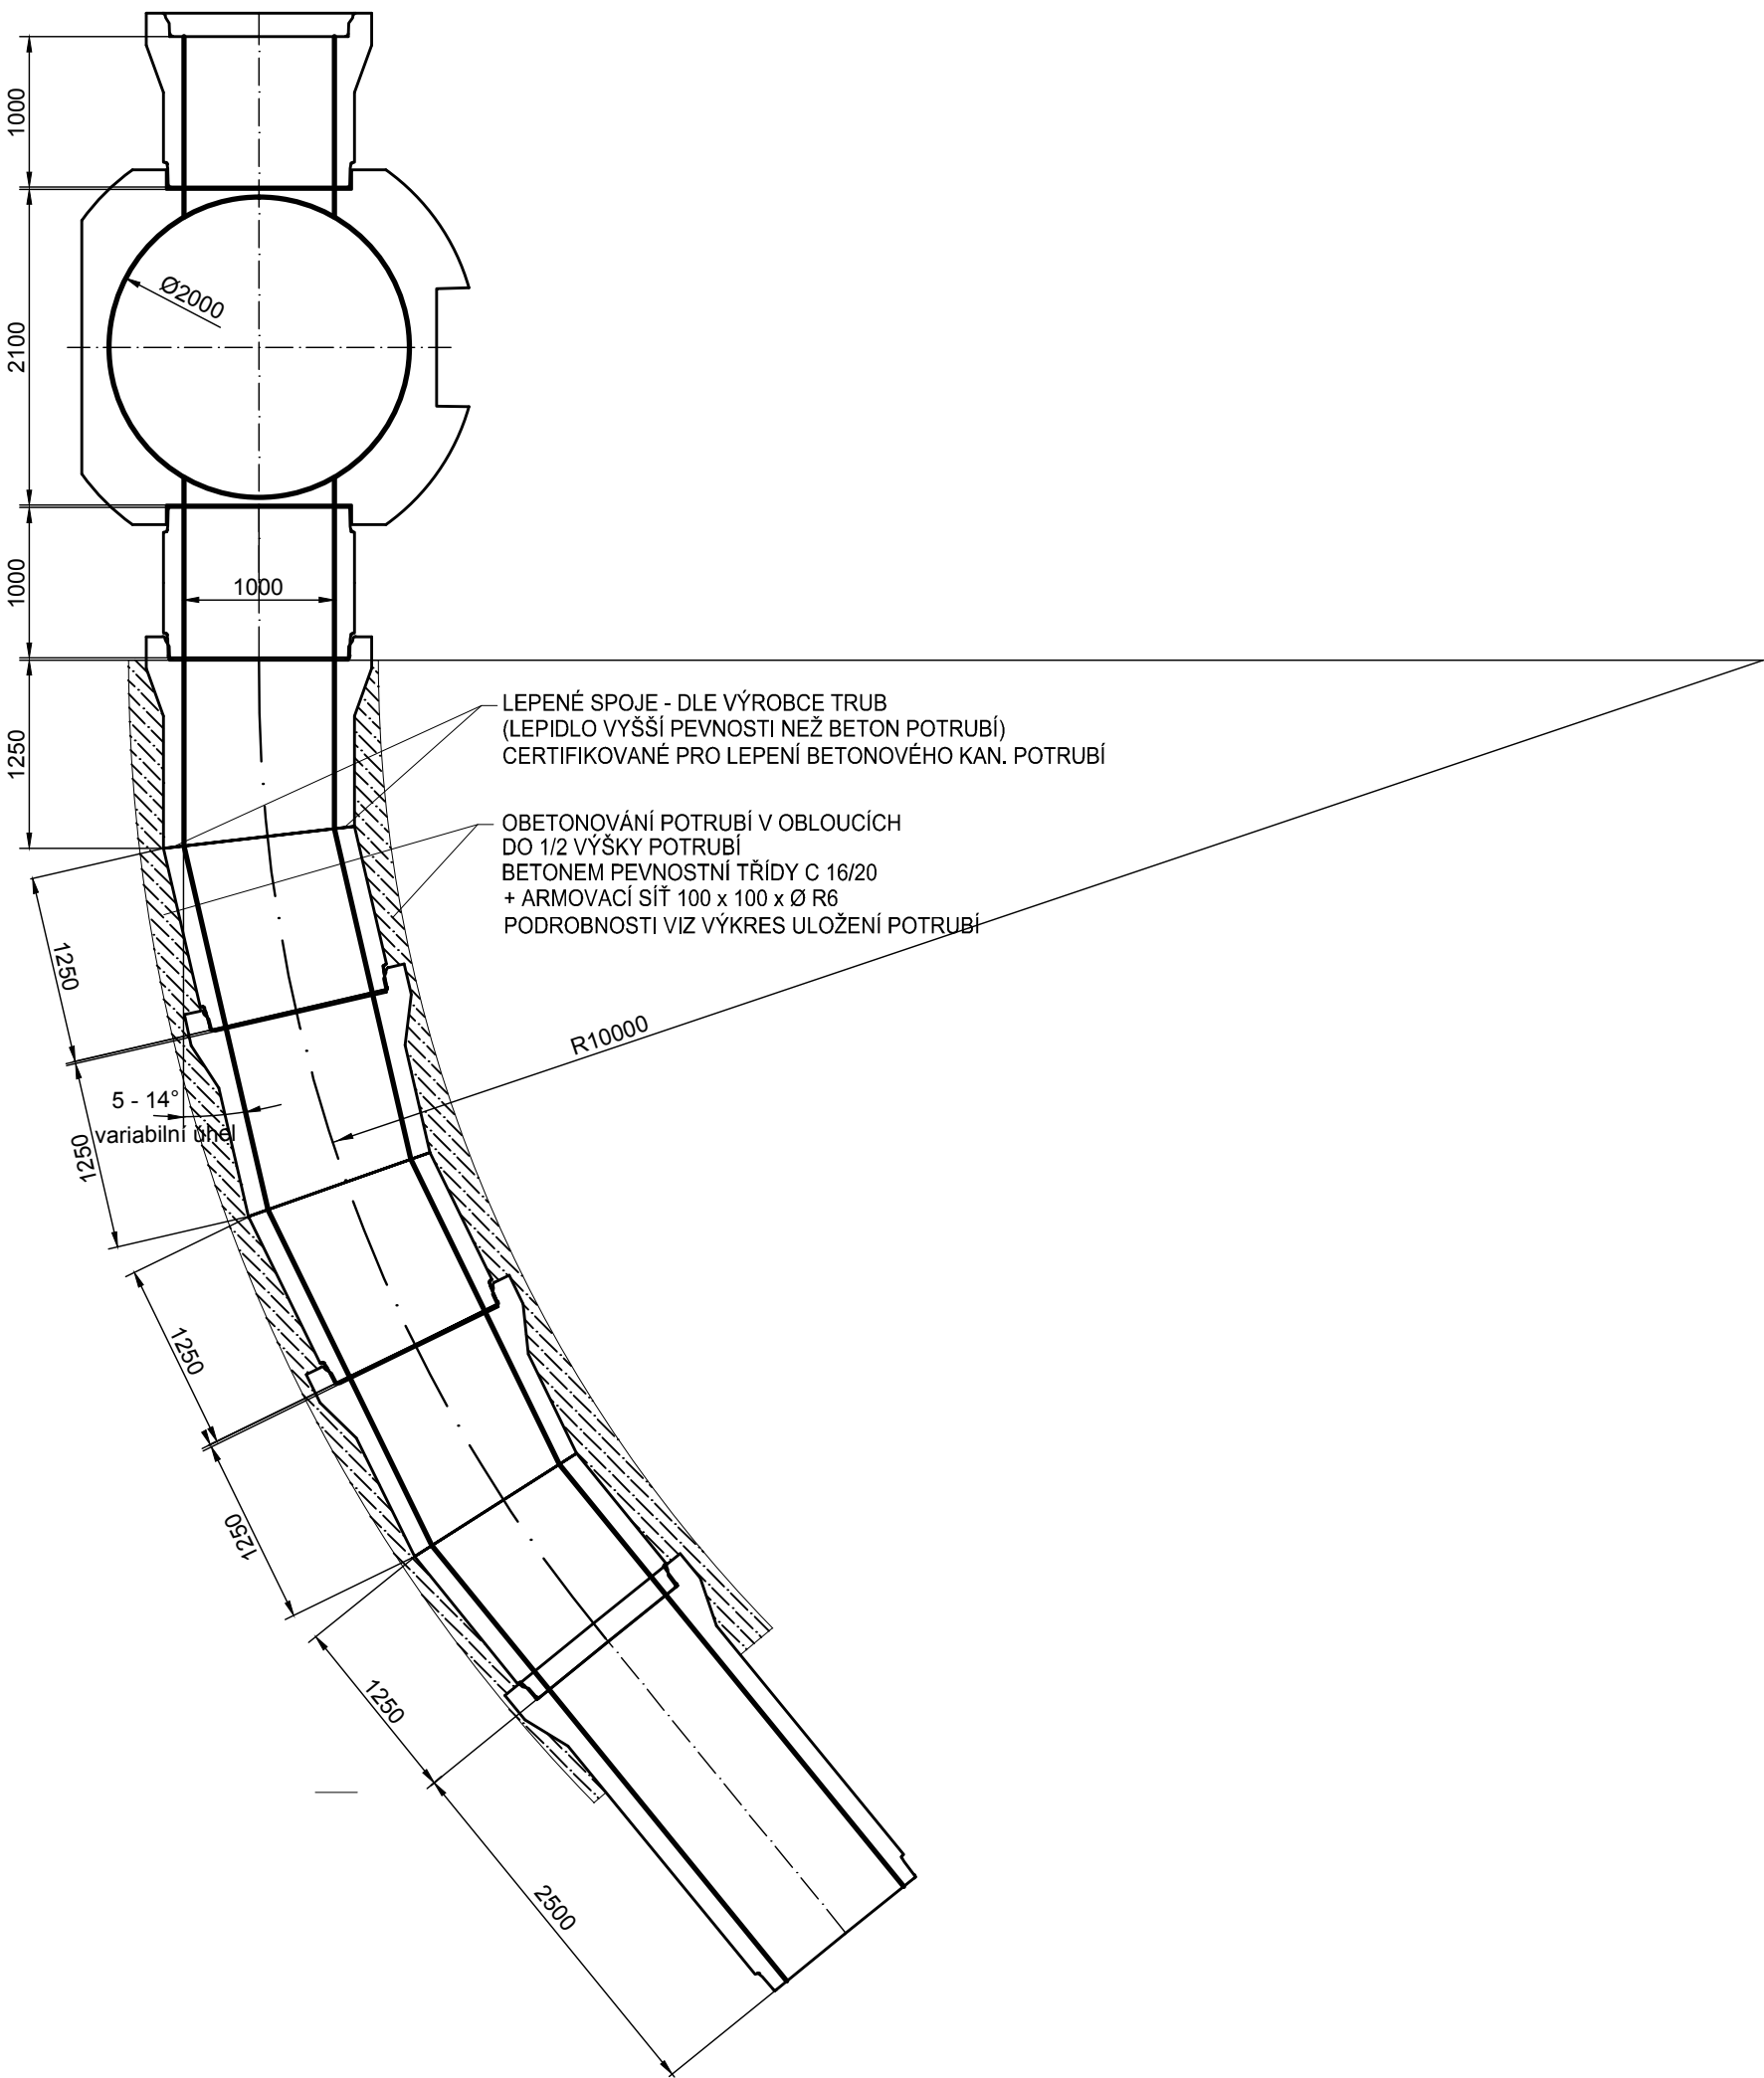 1000
Ø2000
2100
1000
1000
1250
LEPENÉ SPOJE - DLE VÝROBCE TRUB
(LEPIDLO VYŠŠÍ PEVNOSTI NEŽ BETON POTRUBÍ)
CERTIFIKOVANÉ PRO LEPENÍ BETONOVÉHO KAN. POTRUBÍ
OBETONOVÁNÍ POTRUBÍ V OBLOUCÍCH
DO 1/2 VÝŠKY POTRUBÍ
BETONEM PEVNOSTNÍ TŘÍDY C 16/20
+ ARMOVACÍ SÍŤ 100 x 100 x Ø R6
PODROBNOSTI VIZ VÝKRES ULOŽENÍ POTRUBÍ
1250
R10000
5 - 14°
variabilní úhel
1250
1250
1250
1250
2500